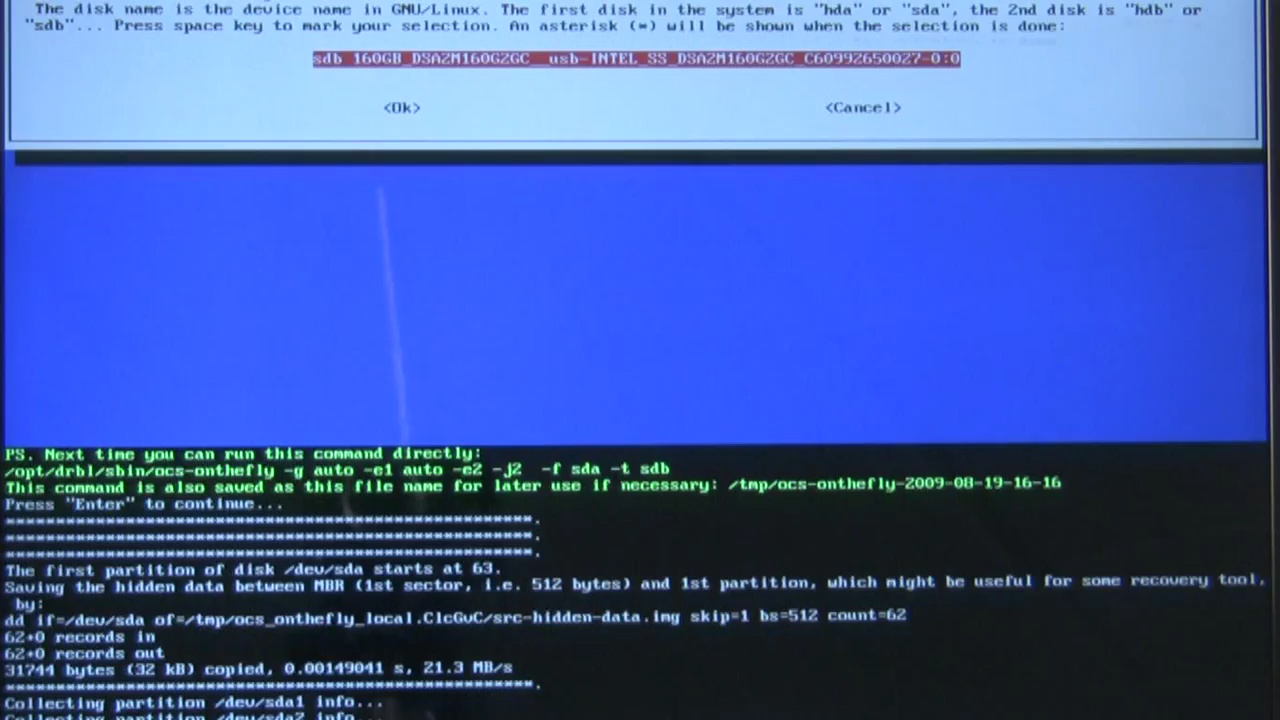 The disk name is the device name in GNU/Linux. The first disk in the system is "hda" or "sda", the 2nd disk is "hdb" or
"sdb"... Press space key to mark your selection. An asterisk (*) will be shown when the selection is done:
sdb 160GB_DSA2M160G2GC__usb-INTEL_SS_DSA2M160G2GC_C60992650027-0:0
<Ok> <Cancel>
PS. Next time you can run this command directly:
/opt/drbl/sbin/ocs-onthefly -g auto -e1 auto -e2 -j2 -f sda -t sdb
This command is also saved as this file name for later use if necessary: /tmp/ocs-onthefly-2009-08-19-16-16
Press "Enter" to continue...
*****************************************************.
*****************************************************.
*****************************************************.
The first partition of disk /dev/sda starts at 63.
Saving the hidden data between MBR (1st sector, i.e. 512 bytes) and 1st partition, which might be useful for some recovery tool,
by:
dd if=/dev/sda of=/tmp/ocs_onthefly_local.ClcGvC/src-hidden-data.img skip=1 bs=512 count=62
62+0 records in
62+0 records out
31744 bytes (32 kB) copied, 0.00149041 s, 21.3 MB/s
*****************************************************.
Collecting partition /dev/sda1 info...
Collecting partition /dev/sda2 info...